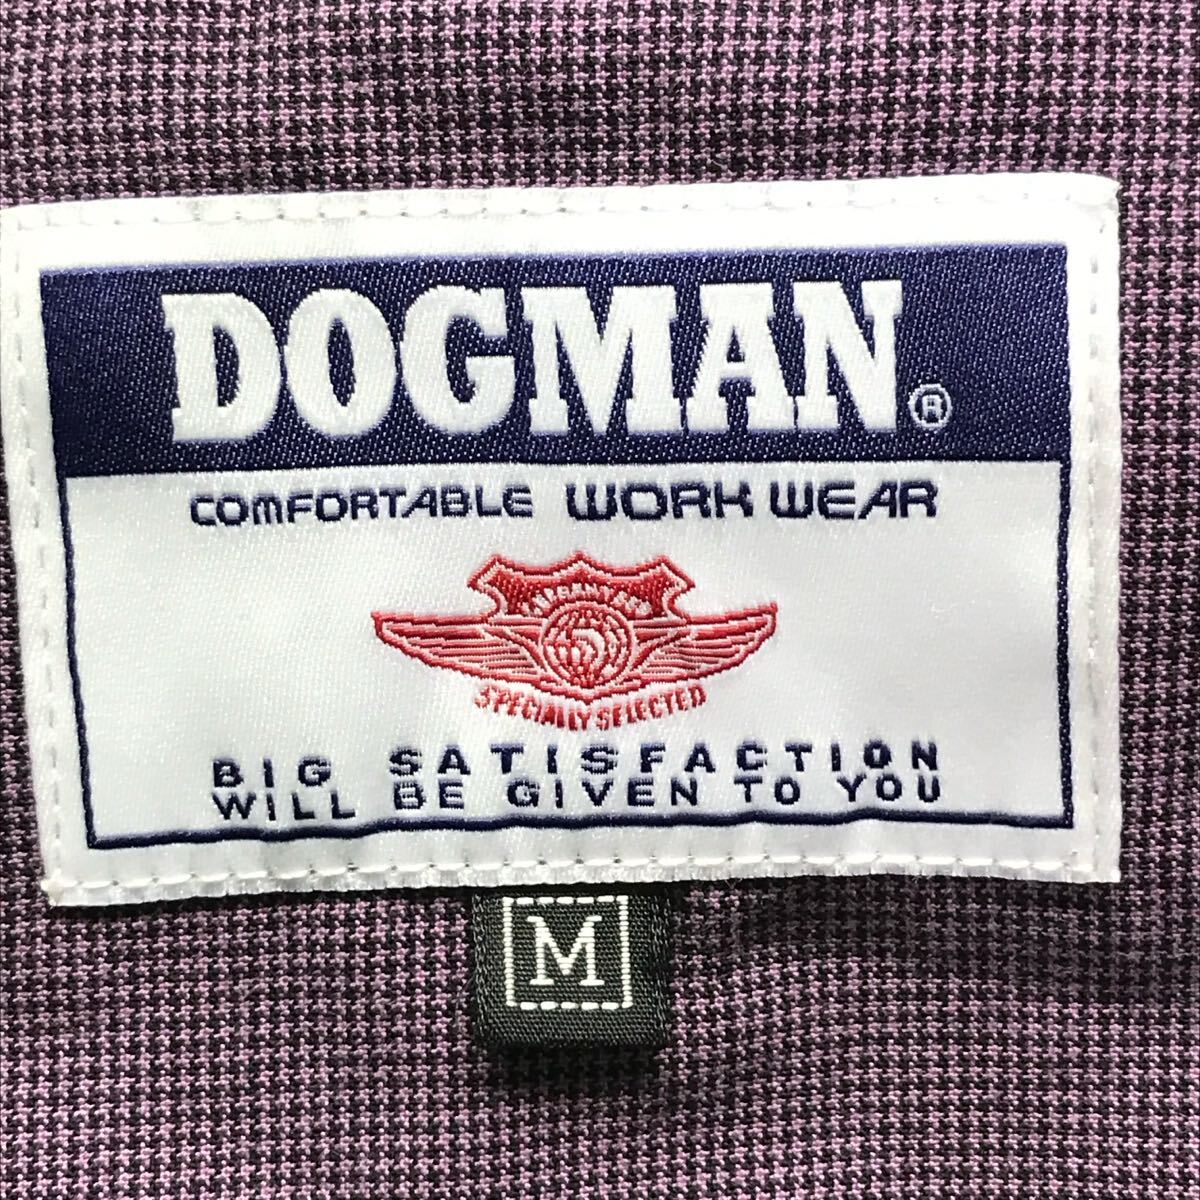 DOGMAN®
COMFORTABLE WORK WEAR
SPECIALLY SELECTED
BIG SATISFACTION
WILL BE GIVEN TO YOU
M